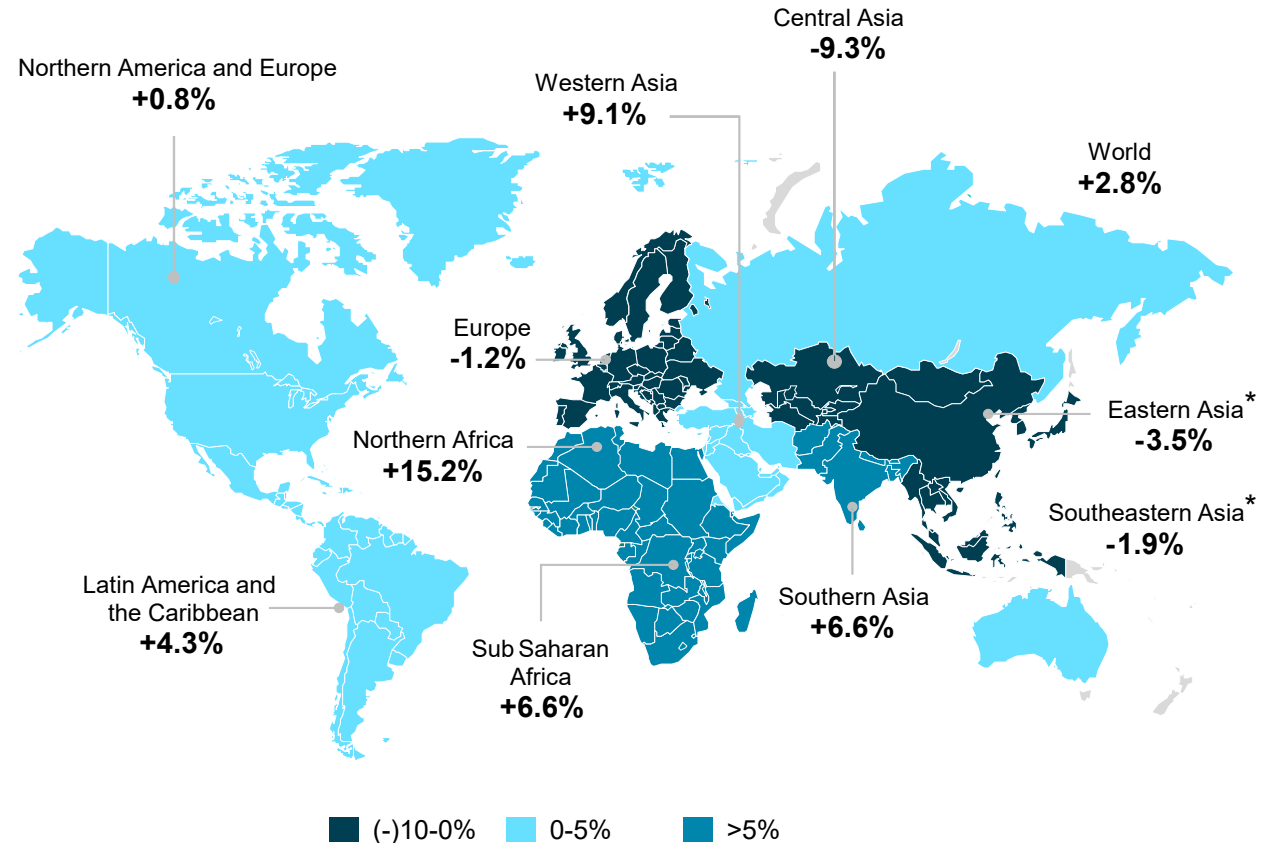 Central Asia
-9.3%
Northern America and Europe
+0.8%
Western Asia
+9.1%
World
+2.8%
Europe
-1.2%
Eastern Asia*
-3.5%
Northern Africa
+15.2%
Southeastern Asia*
-1.9%
Latin America and
the Caribbean
+4.3%
Southern Asia
+6.6%
Sub Saharan
Africa
+6.6%
(-)10-0%
0-5%
>5%